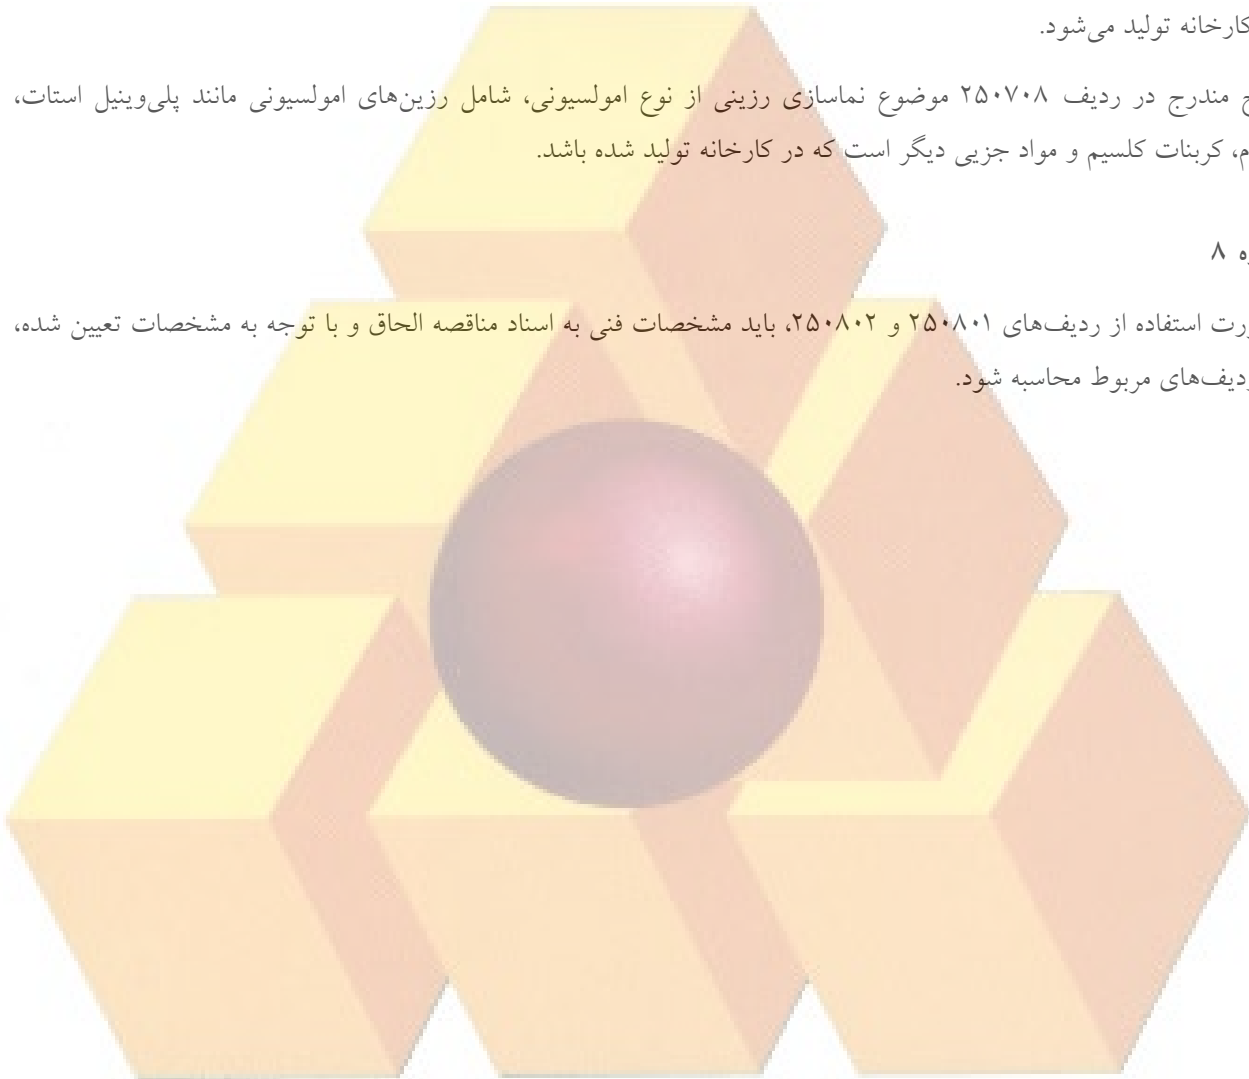 کارخانه تولید می‌شود.
مندرج در ردیف ۲۵۰۷۰۸ موضوع نماسازی رزینی از نوع امولسیونی، شامل رزین‌های امولسیونی مانند پلی‌وینیل استات،
کربنات کلسیم و مواد جزیی دیگر است که در کارخانه تولید شده باشد.
۸
استفاده از ردیف‌های ۲۵۰۸۰۱ و ۲۵۰۸۰۲، باید مشخصات فنی به اسناد مناقصه الحاق و با توجه به مشخصات تعیین شده،
ردیف‌های مربوط محاسبه شود.